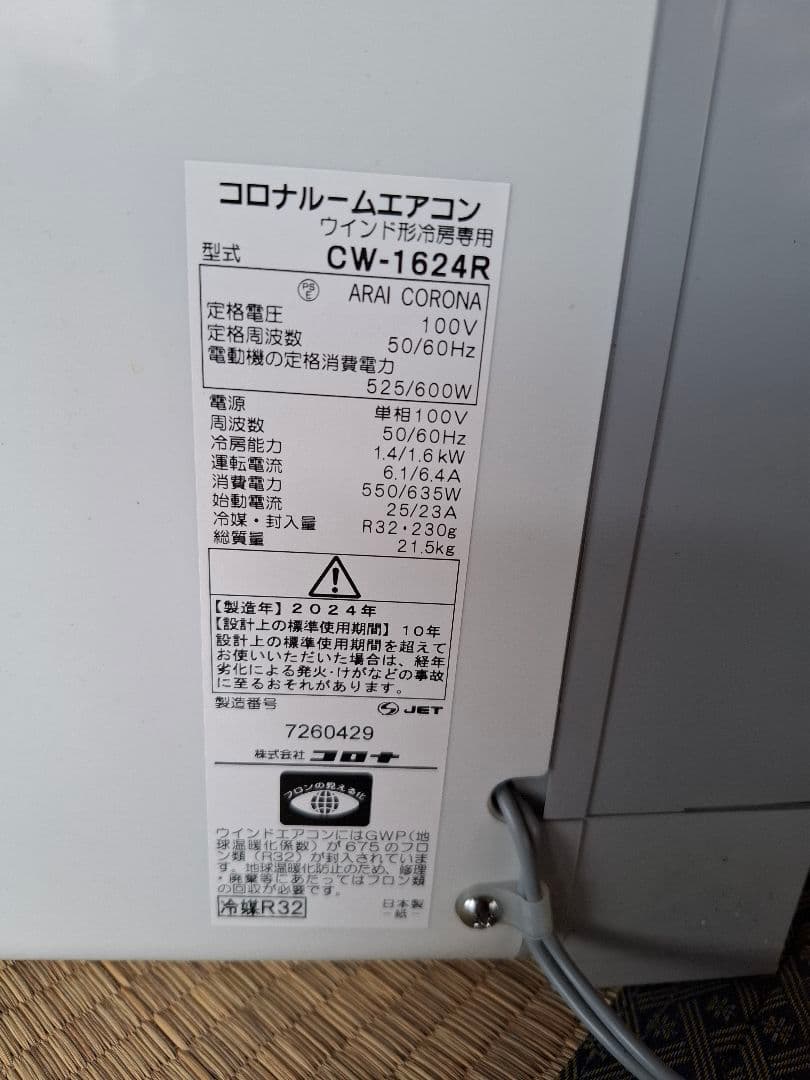 コロナルームエアコン
ウインド形冷房専用
型式 CW-1624R
PS E ARAI CORONA
定格電圧 100V
定格周波数 50/60Hz
電動機の定格消費電力
525/600W
電源 単相100V
周波数 50/60Hz
冷房能力 1.4/1.6kW
運転電流 6.1/6.4A
消費電力 550/635W
始動電流 25/23A
冷媒・封入量 R32・230g
総質量 21.5kg
【製造年】2024年
【設計上の標準使用期間】10年
設計上の標準使用期間を超えて
お使いいただいた場合は、経年
劣化による発火・けがなどの事故
に至るおそれがあります。
製造番号 JET
7260429
株式会社コロナ
フロンの見える化
ウインドエアコンにはGWP(地
球温暖化係数)が675のフロ
ン類(R32)が封入されていま
す。地球温暖化防止のため、修理
・廃棄等にあたってはフロン類
の回収が必要です。
冷媒R32 日本製
-紙-